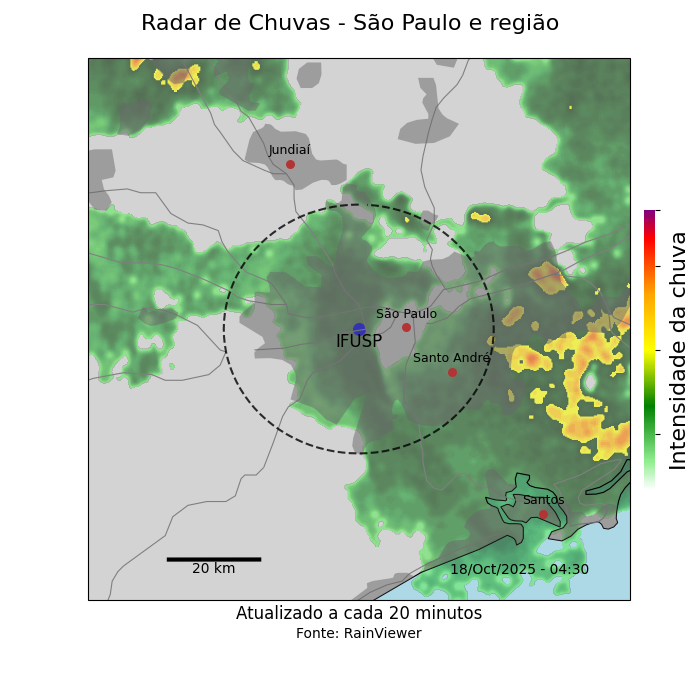 Radar de Chuvas - São Paulo e região
Jundiaí
São Paulo
IFUSP
Santo André
Santos
20 km
18/Oct/2025 - 04:30
Intensidade da chuva
Atualizado a cada 20 minutos
Fonte: RainViewer